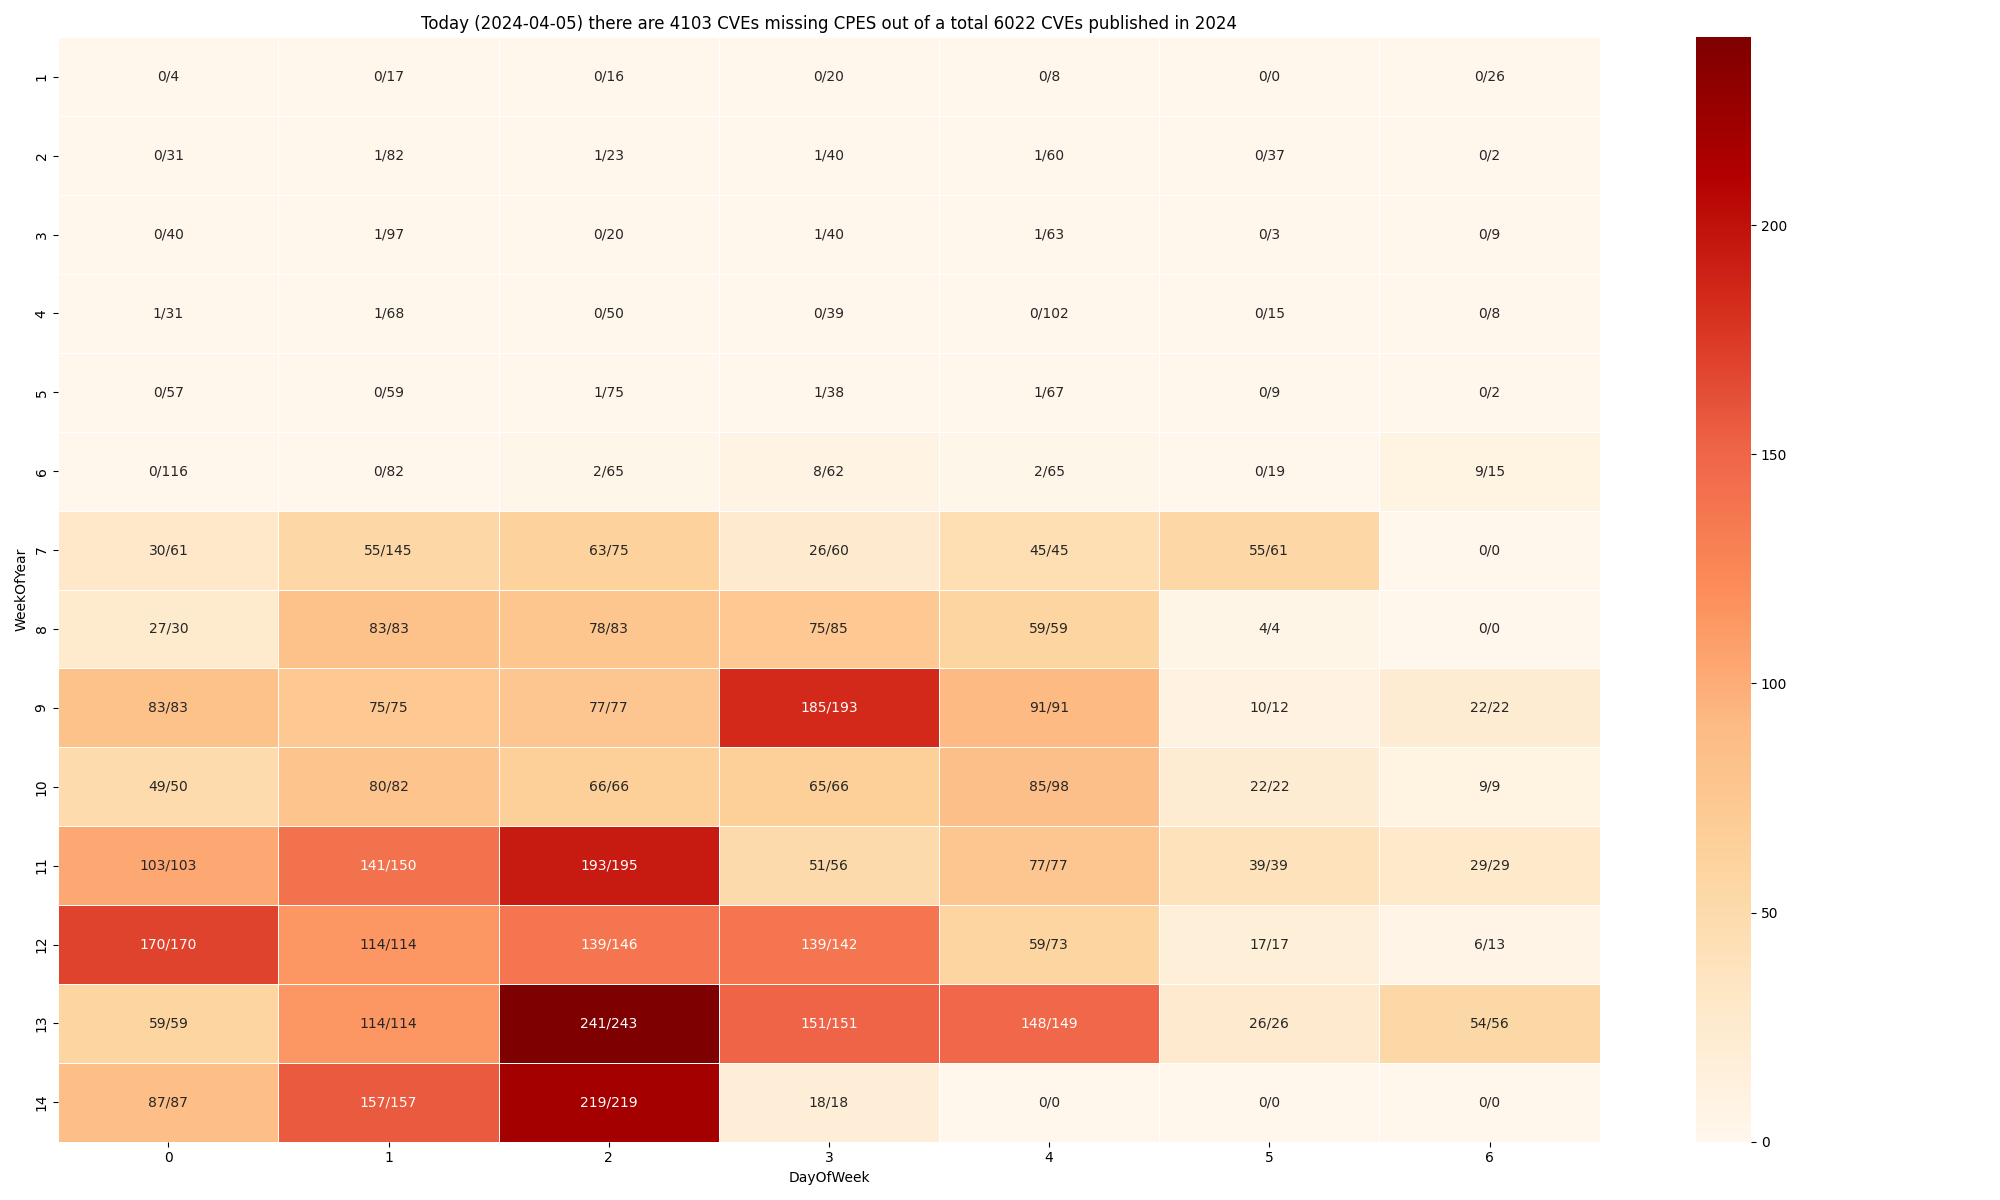 Today (2024-04-05) there are 4103 CVEs missing CPES out of a total 6022 CVEs published in 2024
WeekOfYear
1 0/4 0/17 0/16 0/20 0/8 0/0 0/26
2 0/31 1/82 1/23 1/40 1/60 0/37 0/2
3 0/40 1/97 0/20 1/40 1/63 0/3 0/9
4 1/31 1/68 0/50 0/39 0/102 0/15 0/8
5 0/57 0/59 1/75 1/38 1/67 0/9 0/2
6 0/116 0/82 2/65 8/62 2/65 0/19 9/15
7 30/61 55/145 63/75 26/60 45/45 55/61 0/0
8 27/30 83/83 78/83 75/85 59/59 4/4 0/0
9 83/83 75/75 77/77 185/193 91/91 10/12 22/22
10 49/50 80/82 66/66 65/66 85/98 22/22 9/9
11 103/103 141/150 193/195 51/56 77/77 39/39 29/29
12 170/170 114/114 139/146 139/142 59/73 17/17 6/13
13 59/59 114/114 241/243 151/151 148/149 26/26 54/56
14 87/87 157/157 219/219 18/18 0/0 0/0 0/0
0 1 2 3 4 5 6
DayOfWeek
200
150
100
50
0